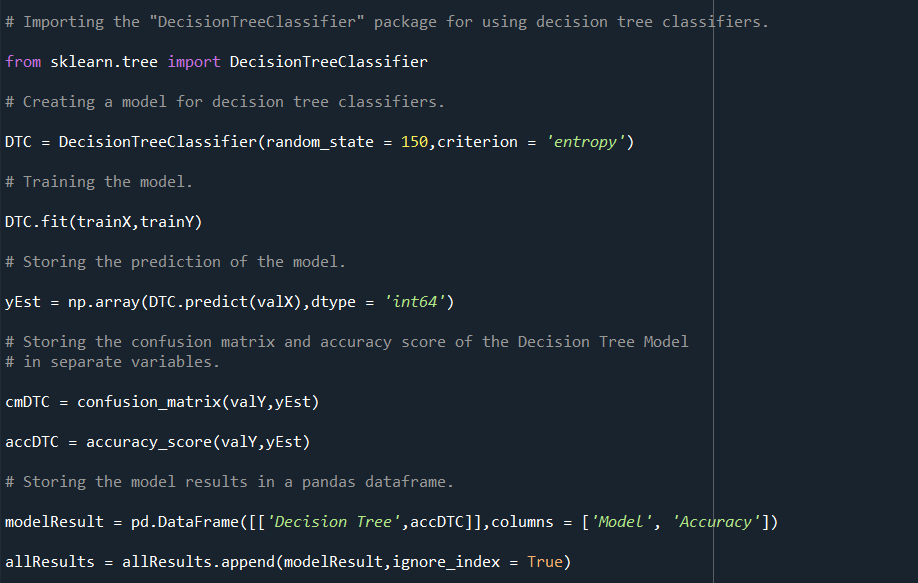 # Importing the "DecisionTreeClassifier" package for using decision tree classifiers.
from sklearn.tree import DecisionTreeClassifier
# Creating a model for decision tree classifiers.
DTC = DecisionTreeClassifier(random_state = 150,criterion = 'entropy')
# Training the model.
DTC.fit(trainX,trainY)
# Storing the prediction of the model.
yEst = np.array(DTC.predict(valX),dtype = 'int64')
# Storing the confusion matrix and accuracy score of the Decision Tree Model
# in separate variables.
cmDTC = confusion_matrix(valY,yEst)
accDTC = accuracy_score(valY,yEst)
# Storing the model results in a pandas dataframe.
modelResult = pd.DataFrame([['Decision Tree',accDTC]],columns = ['Model', 'Accuracy'])
allResults = allResults.append(modelResult,ignore_index = True)